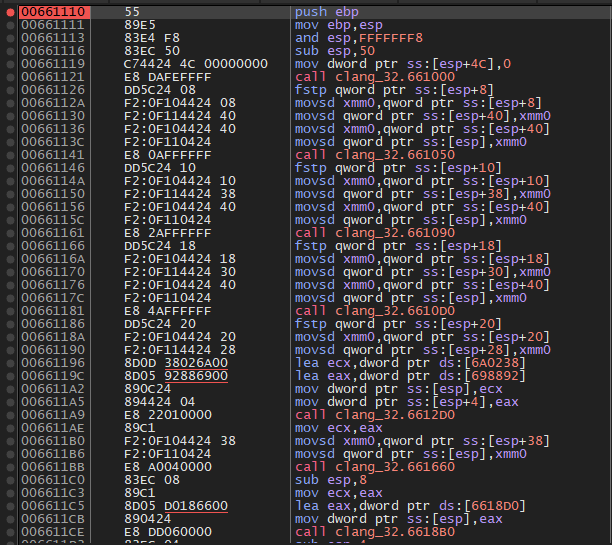 00661110 55 push ebp
00661111 89E5 mov ebp,esp
00661113 83E4 F8 and esp,FFFFFFF8
00661116 83EC 50 sub esp,50
00661119 C74424 4C 00000000 mov dword ptr ss:[esp+4C],0
00661121 E8 DAFEFFFF call clang_32.661000
00661126 DD5C24 08 fstp qword ptr ss:[esp+8]
0066112A F2:0F104424 08 movsd xmm0,qword ptr ss:[esp+8]
00661130 F2:0F114424 40 movsd qword ptr ss:[esp+40],xmm0
00661136 F2:0F104424 40 movsd xmm0,qword ptr ss:[esp+40]
0066113C F2:0F110424 movsd qword ptr ss:[esp],xmm0
00661141 E8 0AFFFFFF call clang_32.661050
00661146 DD5C24 10 fstp qword ptr ss:[esp+10]
0066114A F2:0F104424 10 movsd xmm0,qword ptr ss:[esp+10]
00661150 F2:0F114424 38 movsd qword ptr ss:[esp+38],xmm0
00661156 F2:0F104424 40 movsd xmm0,qword ptr ss:[esp+40]
0066115C F2:0F110424 movsd qword ptr ss:[esp],xmm0
00661161 E8 2AFFFFFF call clang_32.661090
00661166 DD5C24 18 fstp qword ptr ss:[esp+18]
0066116A F2:0F104424 18 movsd xmm0,qword ptr ss:[esp+18]
00661170 F2:0F114424 30 movsd qword ptr ss:[esp+30],xmm0
00661176 F2:0F104424 40 movsd xmm0,qword ptr ss:[esp+40]
0066117C F2:0F110424 movsd qword ptr ss:[esp],xmm0
00661181 E8 4AFFFFFF call clang_32.6610D0
00661186 DD5C24 20 fstp qword ptr ss:[esp+20]
0066118A F2:0F104424 20 movsd xmm0,qword ptr ss:[esp+20]
00661190 F2:0F114424 28 movsd qword ptr ss:[esp+28],xmm0
00661196 8D0D 38026A00 lea ecx,dword ptr ds:[6A0238]
0066119C 8D05 92886900 lea eax,dword ptr ds:[698892]
006611A2 890C24 mov dword ptr ss:[esp],ecx
006611A5 894424 04 mov dword ptr ss:[esp+4],eax
006611A9 E8 22010000 call clang_32.6612D0
006611AE 89C1 mov ecx,eax
006611B0 F2:0F104424 38 movsd xmm0,qword ptr ss:[esp+38]
006611B6 F2:0F110424 movsd qword ptr ss:[esp],xmm0
006611BB E8 A0040000 call clang_32.661660
006611C0 83EC 08 sub esp,8
006611C3 89C1 mov ecx,eax
006611C5 8D05 D0186600 lea eax,dword ptr ds:[6618D0]
006611CB 890424 mov dword ptr ss:[esp],eax
006611CE E8 DD060000 call clang_32.6618B0